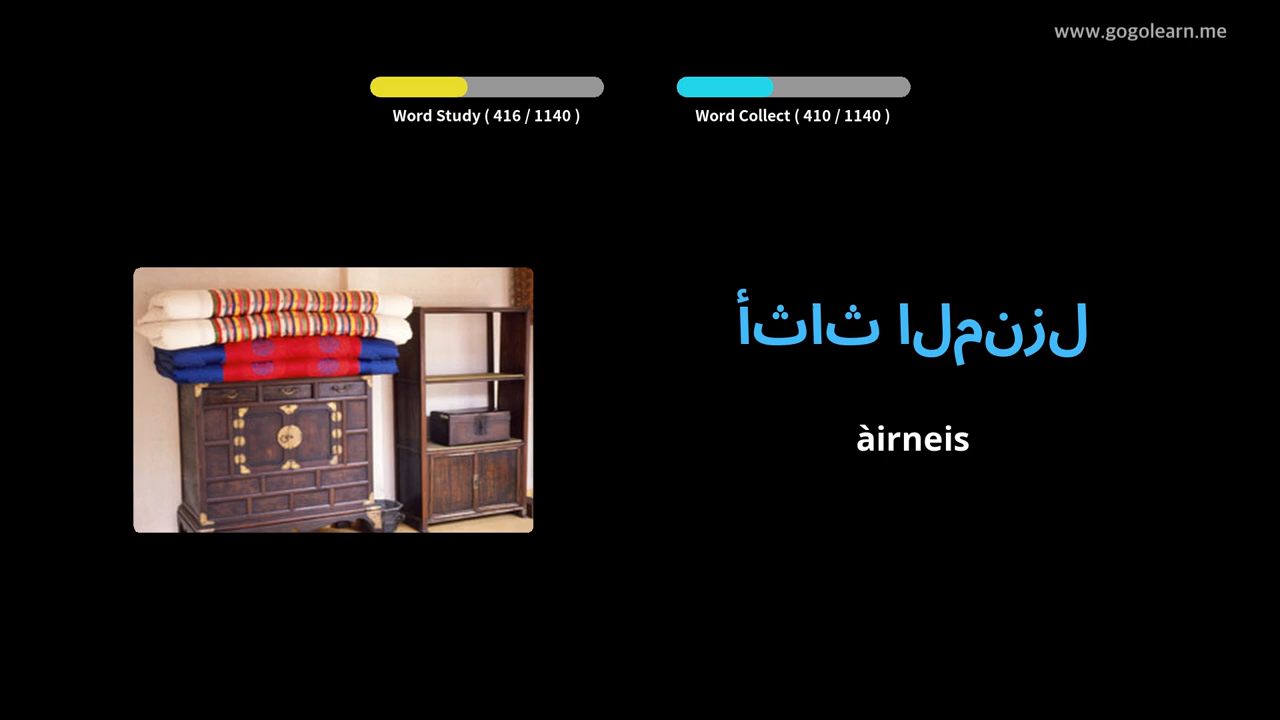 www.gogolearn.me
Word Study ( 416 / 1140 )
Word Collect ( 410 / 1140 )
أثاث المنزل
àirneis